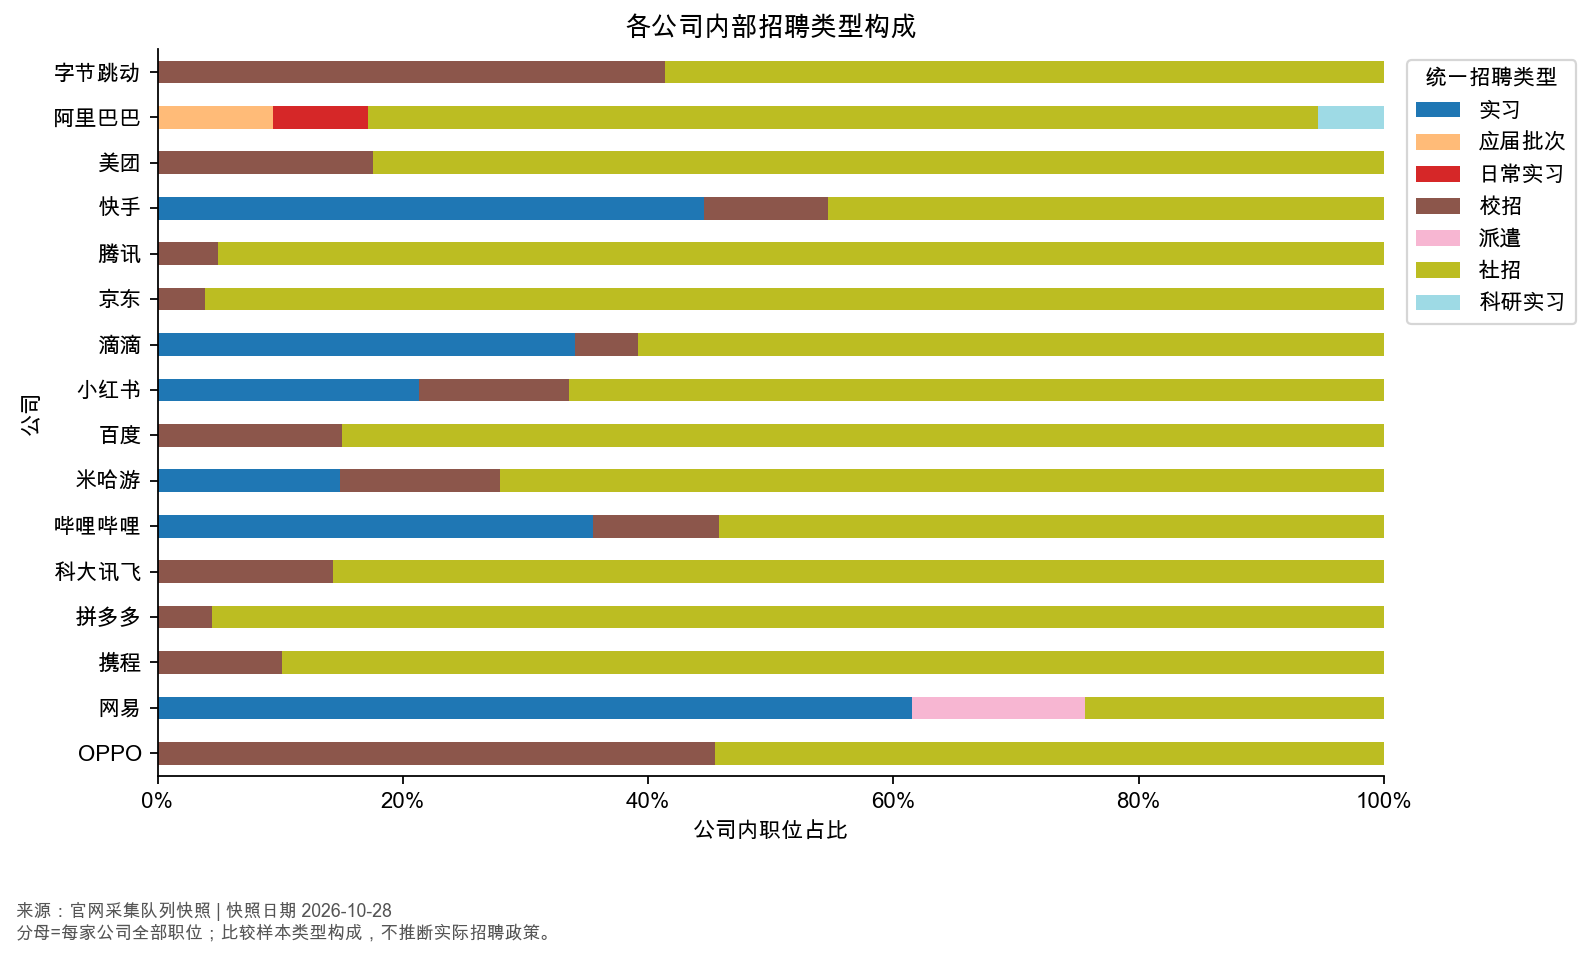 各公司内部招聘类型构成
字节跳动
阿里巴巴
美团
快手
腾讯
京东
滴滴
小红书
百度
米哈游
哔哩哔哩
科大讯飞
拼多多
携程
网易
OPPO
公司
0% 20% 40% 60% 80% 100%
公司内职位占比
统一招聘类型
实习
应届批次
日常实习
校招
派遣
社招
科研实习
来源：官网采集队列快照 | 快照日期 2026-10-28
分母=每家公司全部职位；比较样本类型构成，不推断实际招聘政策。